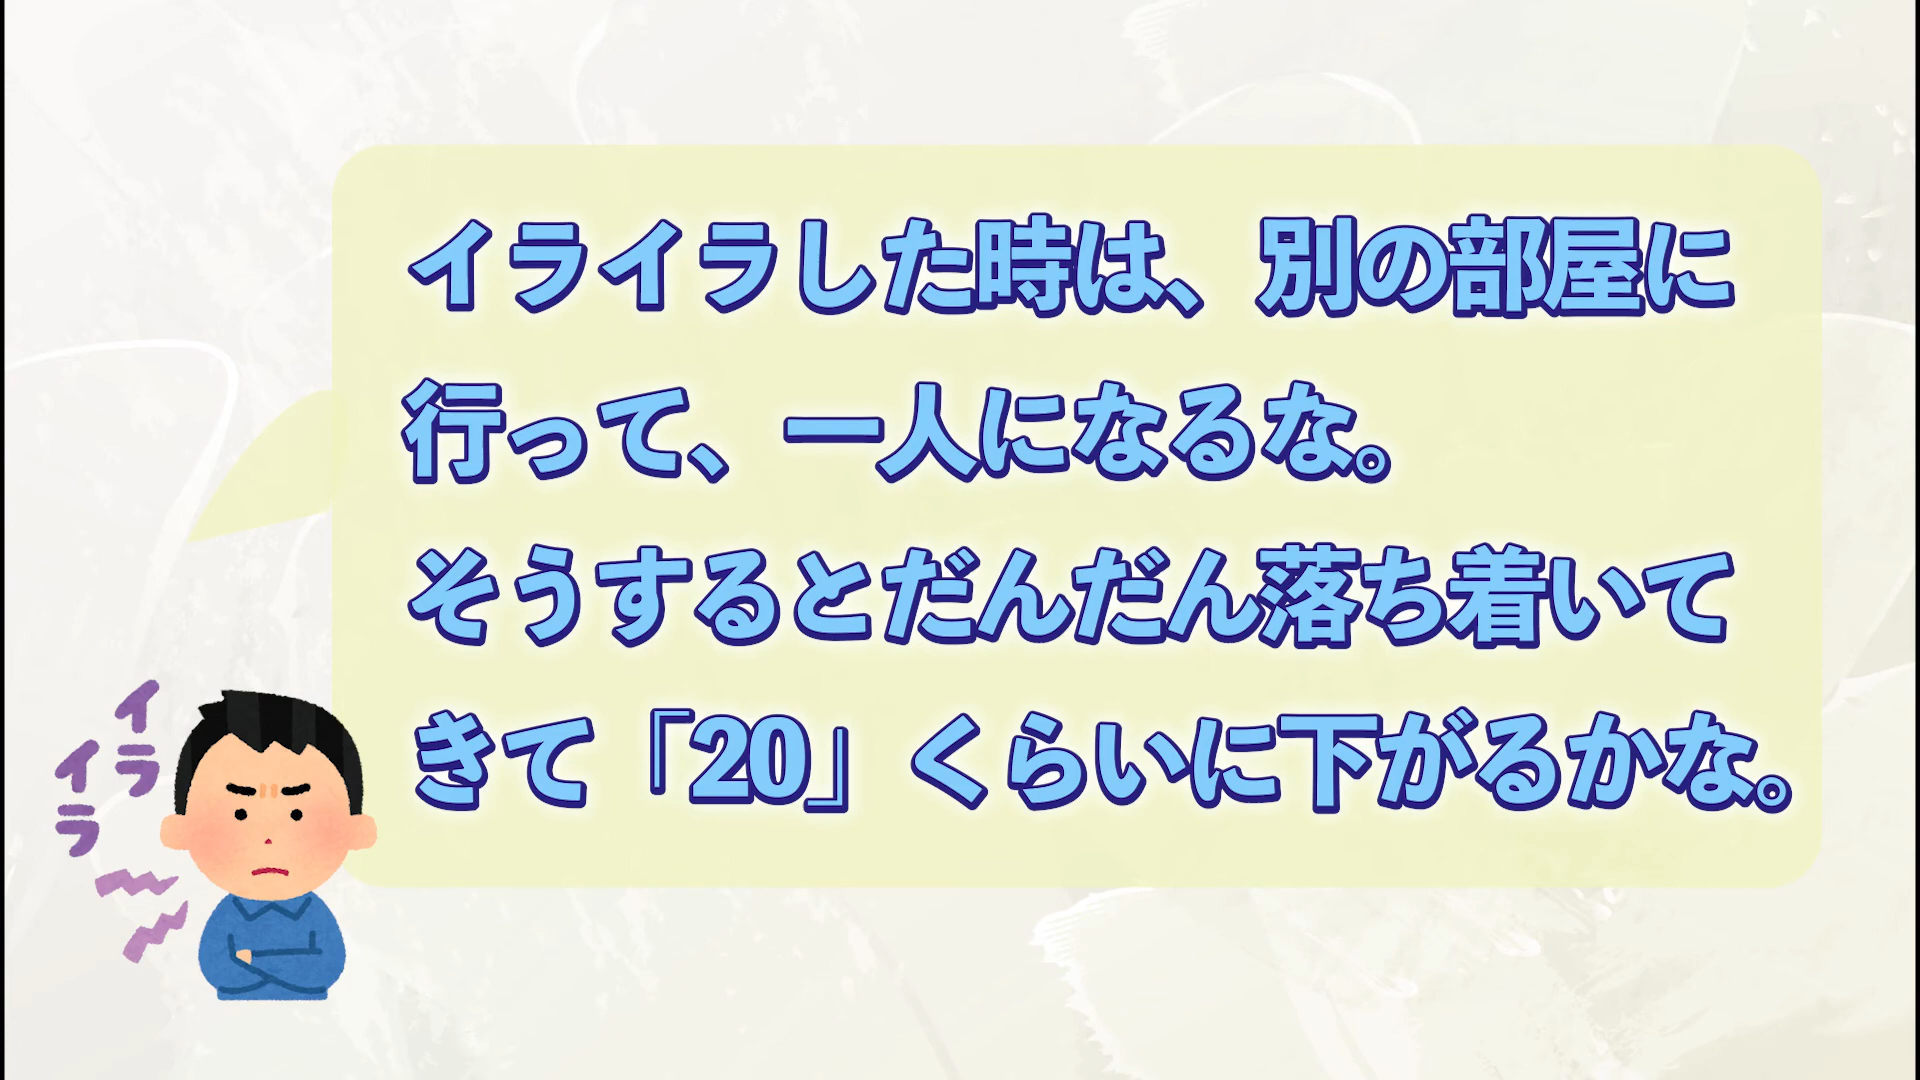 イライラした時は、別の部屋に
行って、一人になるな。
そうするとだんだん落ち着いて
きて「20」くらいに下がるかな。
イライラ